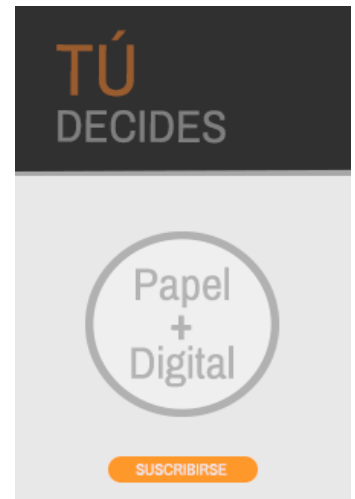 TÚ
DECIDES
Papel
+
Digital
SUSCRIBIRSE